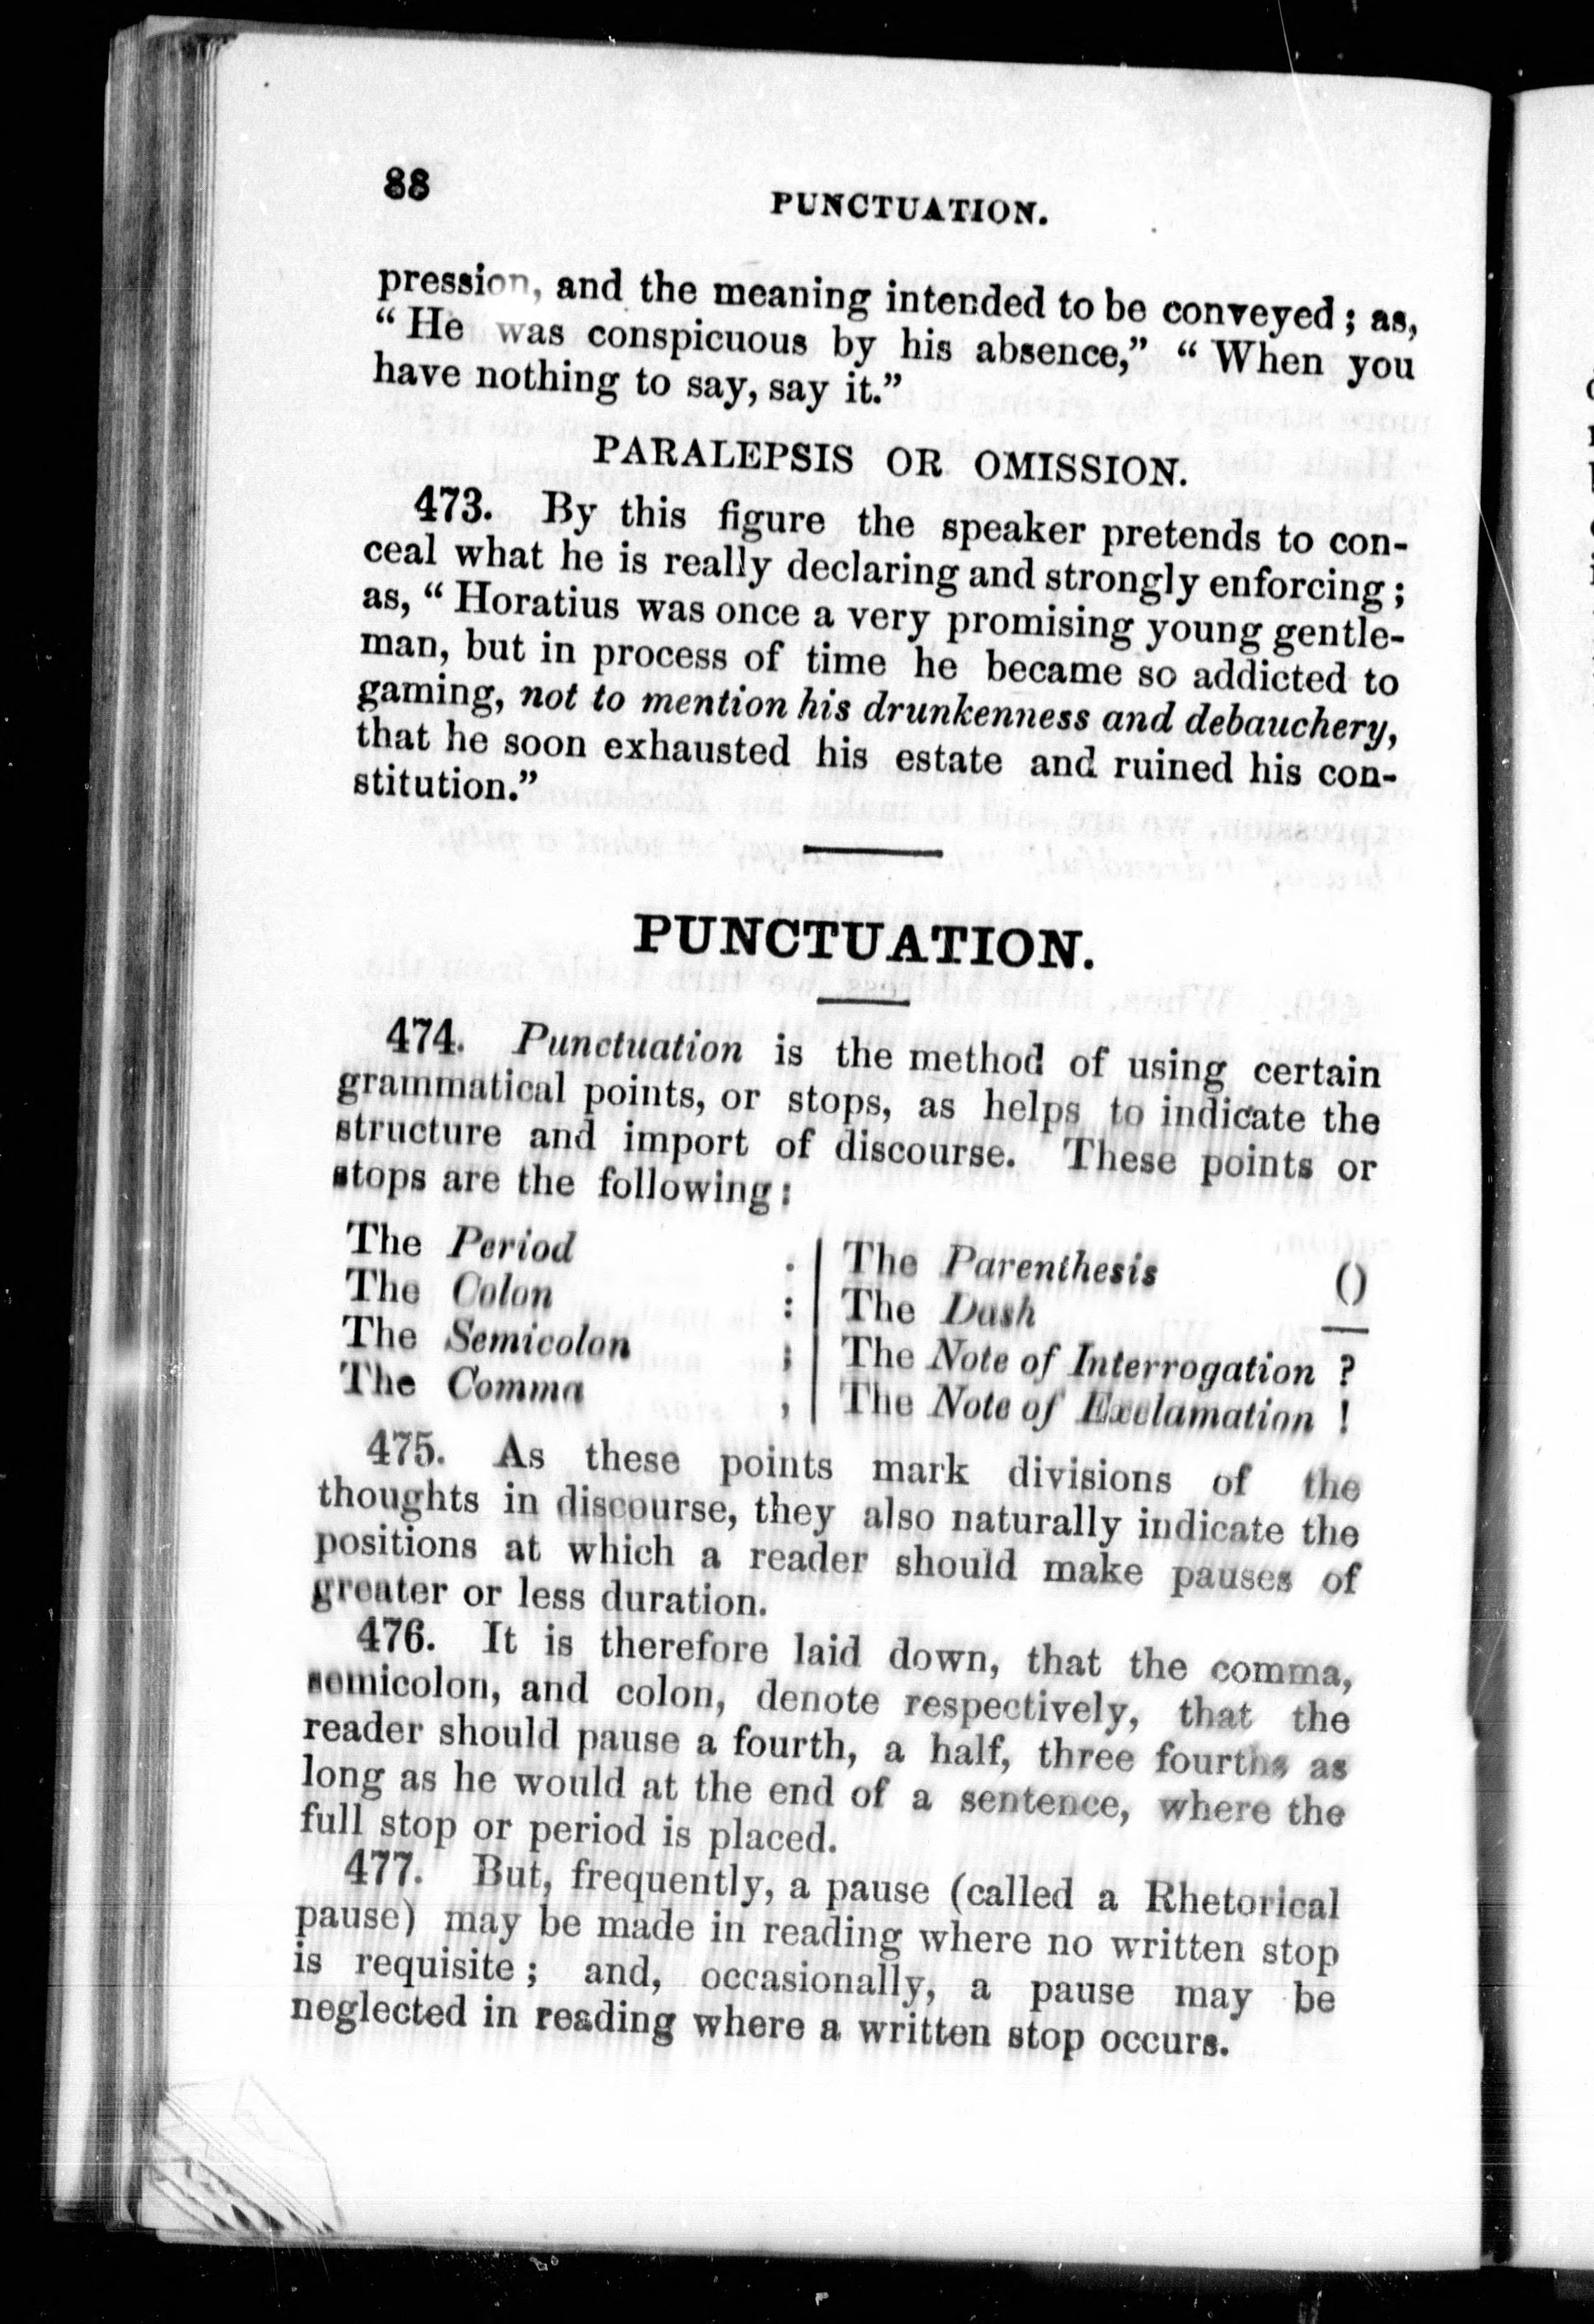 88
PUNCTUATION.
pression, and the meaning intended to be conveyed ; as,
“ He was conspicuous by his absence,” “ When you
have nothing to say, say it.”
PARALEPSIS OR OMISSION.
473. By this figure the speaker pretends to con-
ceal what he is really declaring and strongly enforcing ;
as, “ Horatius was once a very promising young gentle-
man, but in process of time he became so addicted to
gaming, not to mention his drunkenness and debauchery,
that he soon exhausted his estate and ruined his con-
stitution.”
PUNCTUATION.
474. Punctuation is the method of using certain
grammatical points, or stops, as helps to indicate the
structure and import of discourse. These points or
stops are the following :
The Period . | The Parenthesis ()
The Colon : | The Dash —
The Semicolon ; | The Note of Interrogation ?
The Comma , | The Note of Exclamation !
475. As these points mark divisions of the
thoughts in discourse, they also naturally indicate the
positions at which a reader should make pauses of
greater or less duration.
476. It is therefore laid down, that the comma,
semicolon, and colon, denote respectively, that the
reader should pause a fourth, a half, three fourths as
long as he would at the end of a sentence, where the
full stop or period is placed.
477. But, frequently, a pause (called a Rhetorical
pause) may be made in reading where no written stop
is requisite ; and, occasionally, a pause may be
neglected in reading where a written stop occurs.